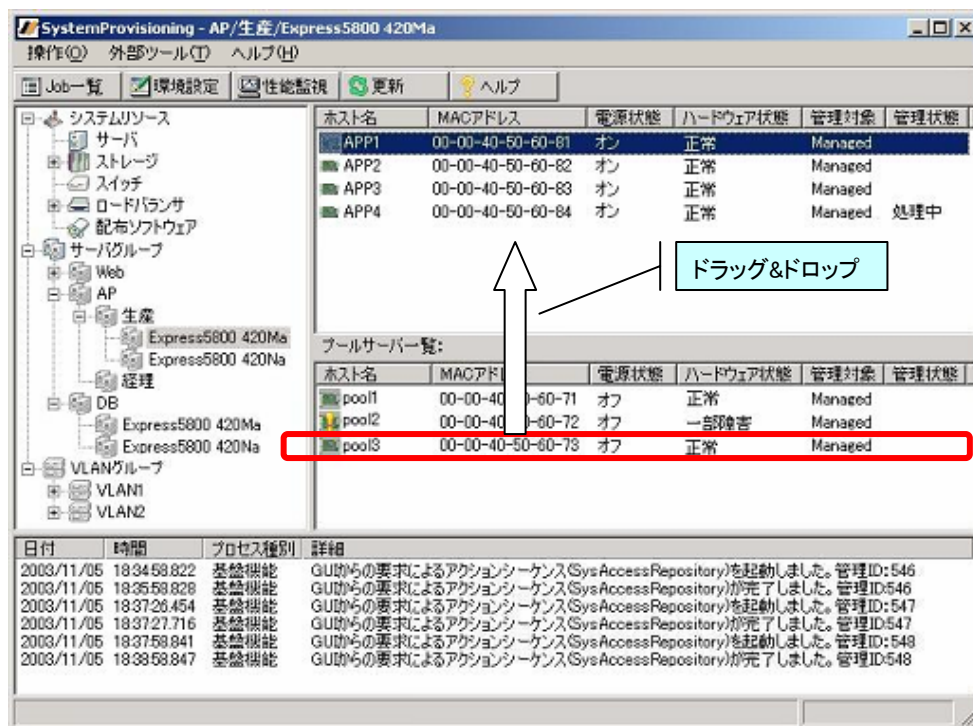 SystemProvisioning - AP/生産/Express5800 420Ma
操作(O) 外部ツール(T) ヘルプ(H)
Job一覧 環境設定 性能監視 更新 ヘルプ
システムリソース
サーバ
ストレージ
スイッチ
ロードバランサ
配布ソフトウェア
サーバグループ
Web
AP
生産
Express5800 420Ma
Express5800 420Na
経理
DB
Express5800 420Ma
Express5800 420Na
VLANグループ
VLAN1
VLAN2
ホスト名 MACアドレス 電源状態 ハードウェア状態 管理対象 管理状態
APP1 00-00-40-50-60-81 オン 正常 Managed
APP2 00-00-40-50-60-82 オン 正常 Managed
APP3 00-00-40-50-60-83 オン 正常 Managed
APP4 00-00-40-50-60-84 オン 正常 Managed 処理中
ドラッグ&ドロップ
プールサーバ一覧:
ホスト名 MACアド 電源状態 ハードウェア状態 管理対象 管理状態
pool1 00-00-40 0-60-71 オフ 正常 Managed
pool2 00-00-40 0-60-72 オフ 一部障害 Managed
pool3 00-00-40-50-60-73 オフ 正常 Managed
日付 時間 プロセス種別 詳細
2003/11/05 18:34:58.822 基盤機能 GUIからの要求によるアクションシーケンス(SysAccessRepository)を起動しました。管理ID:546
2003/11/05 18:35:58.828 基盤機能 GUIからの要求によるアクションシーケンス(SysAccessRepository)が完了しました。管理ID:546
2003/11/05 18:37:26.454 基盤機能 GUIからの要求によるアクションシーケンス(SysAccessRepository)を起動しました。管理ID:547
2003/11/05 18:37:27.716 基盤機能 GUIからの要求によるアクションシーケンス(SysAccessRepository)が完了しました。管理ID:547
2003/11/05 18:37:58.841 基盤機能 GUIからの要求によるアクションシーケンス(SysAccessRepository)を起動しました。管理ID:548
2003/11/05 18:38:58.847 基盤機能 GUIからの要求によるアクションシーケンス(SysAccessRepository)が完了しました。管理ID:548